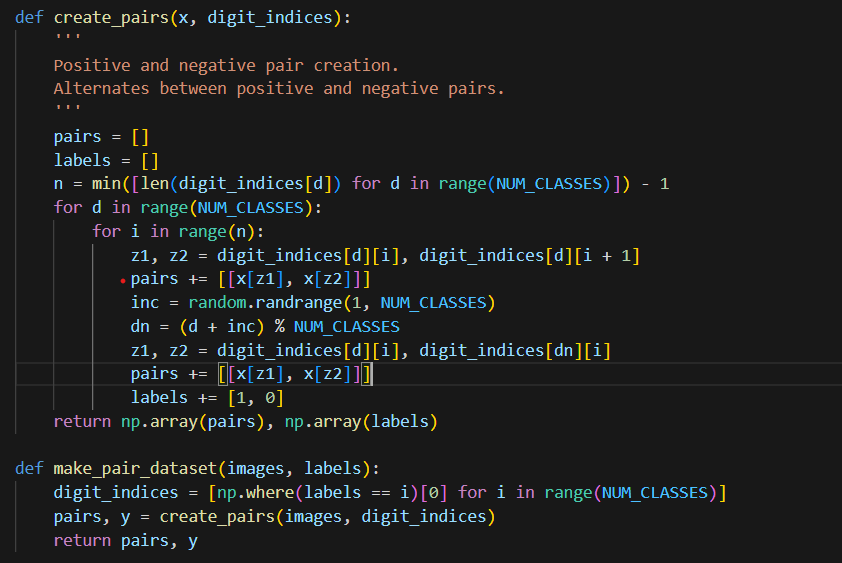 def create_pairs(x, digit_indices):
    '''
    Positive and negative pair creation.
    Alternates between positive and negative pairs.
    '''
    pairs = []
    labels = []
    n = min([len(digit_indices[d]) for d in range(NUM_CLASSES)]) - 1
    for d in range(NUM_CLASSES):
        for i in range(n):
            z1, z2 = digit_indices[d][i], digit_indices[d][i + 1]
            pairs += [[x[z1], x[z2]]]
            inc = random.randrange(1, NUM_CLASSES)
            dn = (d + inc) % NUM_CLASSES
            z1, z2 = digit_indices[d][i], digit_indices[dn][i]
            pairs += [[x[z1], x[z2]]]
            labels += [1, 0]
    return np.array(pairs), np.array(labels)

def make_pair_dataset(images, labels):
    digit_indices = [np.where(labels == i)[0] for i in range(NUM_CLASSES)]
    pairs, y = create_pairs(images, digit_indices)
    return pairs, y